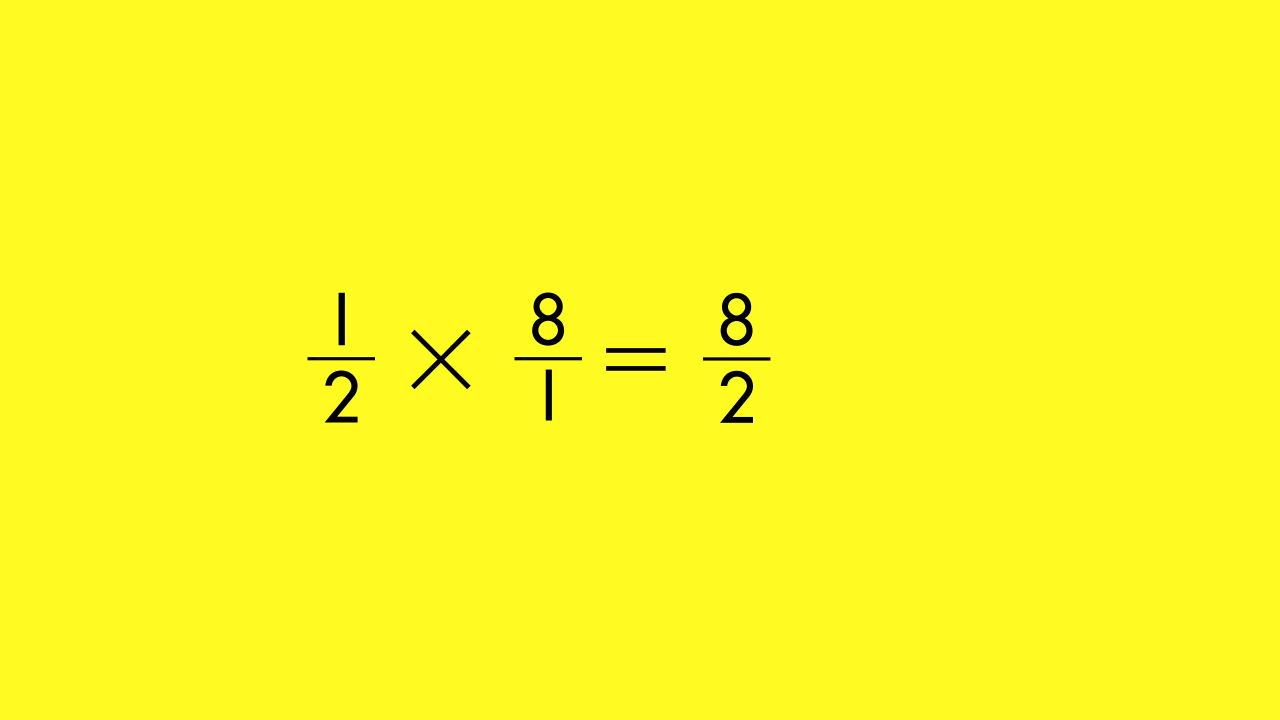 1/2 × 8/1 = 8/2